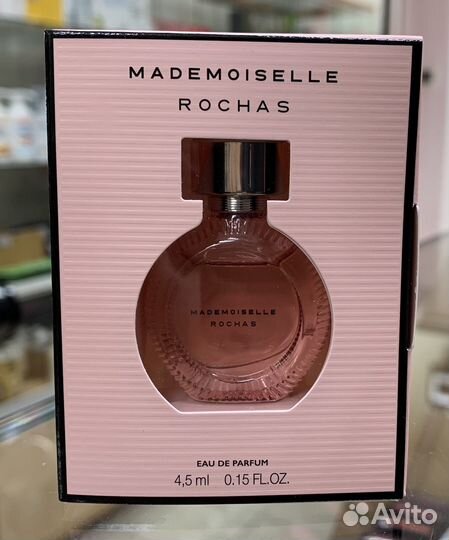 MADEMOISELLE
ROCHAS
MADEMOISELLE
ROCHAS
EAU DE PARFUM
4,5 ml 0.15 FL.OZ.
Avito